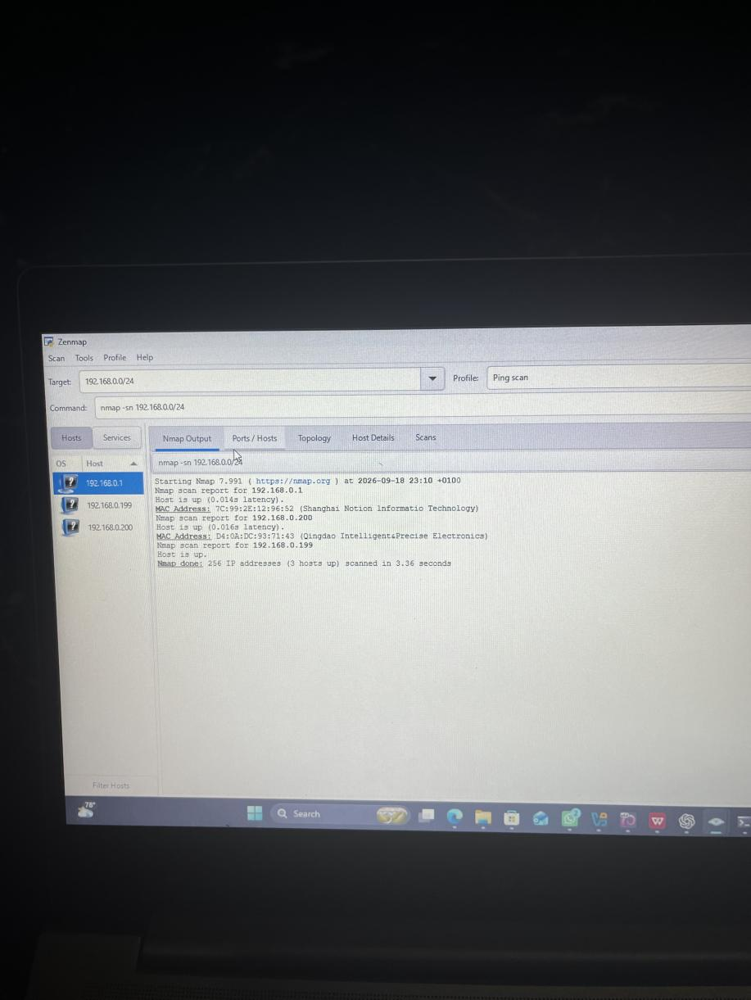 Zenmap
Scan Tools Profile Help
Target: 192.168.0.0/24 Profile: Ping scan
Command: nmap -sn 192.168.0.0/24
Hosts Services Nmap Output Ports / Hosts Topology Host Details Scans
OS Host
nmap -sn 192.168.0.0/24
192.168.0.1
192.168.0.199
192.168.0.200
Starting Nmap 7.991 ( https://nmap.org ) at 2026-09-18 23:10 +0100
Nmap scan report for 192.168.0.1
Host is up (0.014s latency).
MAC Address: 7C:99:2E:12:96:52 (Shanghai Notion Informatio Technology)
Nmap scan report for 192.168.0.200
Host is up (0.016s latency).
MAC Address: D4:0A:DC:93:71:43 (Qingdao Intelligent&Precise Electronics)
Nmap scan report for 192.168.0.199
Host is up.
Nmap done: 256 IP addresses (3 hosts up) scanned in 3.36 seconds
Filter Hosts
78°
Search